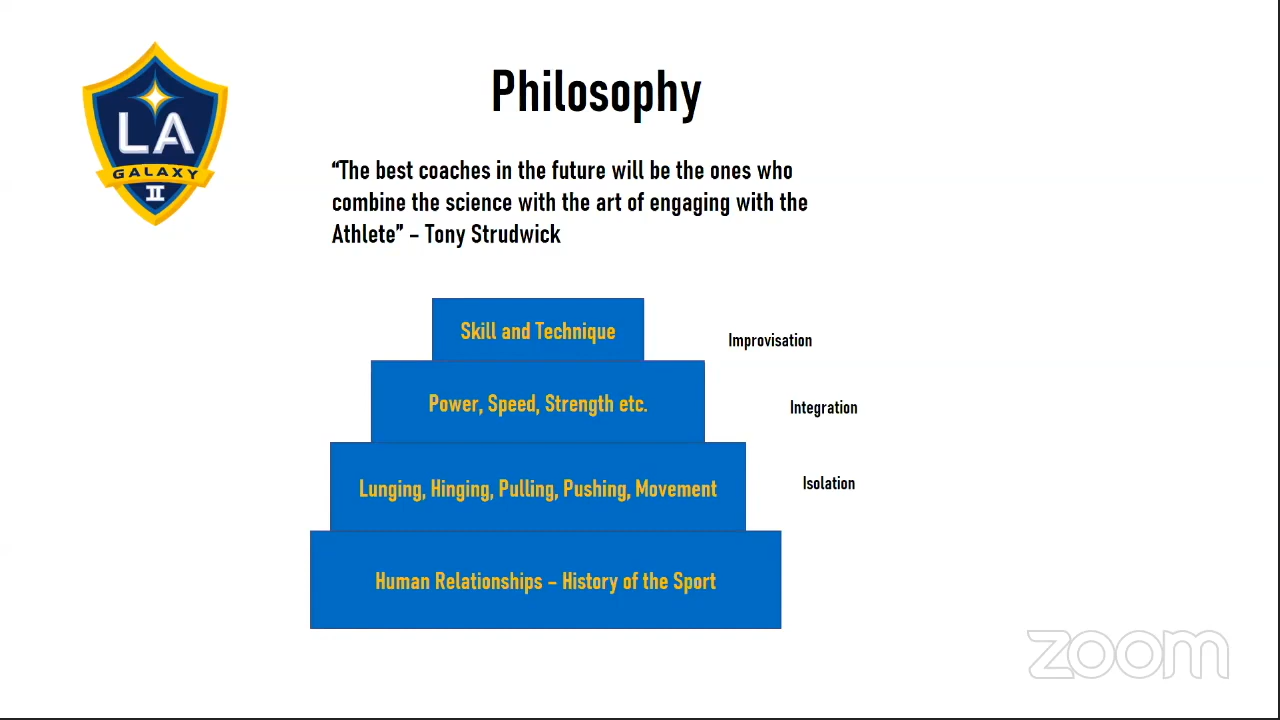 LA
GALAXY
II
Philosophy
“The best coaches in the future will be the ones who
combine the science with the art of engaging with the
Athlete” – Tony Strudwick
Skill and Technique
Improvisation
Power, Speed, Strength etc.
Integration
Lunging, Hinging, Pulling, Pushing, Movement
Isolation
Human Relationships – History of the Sport
zoom